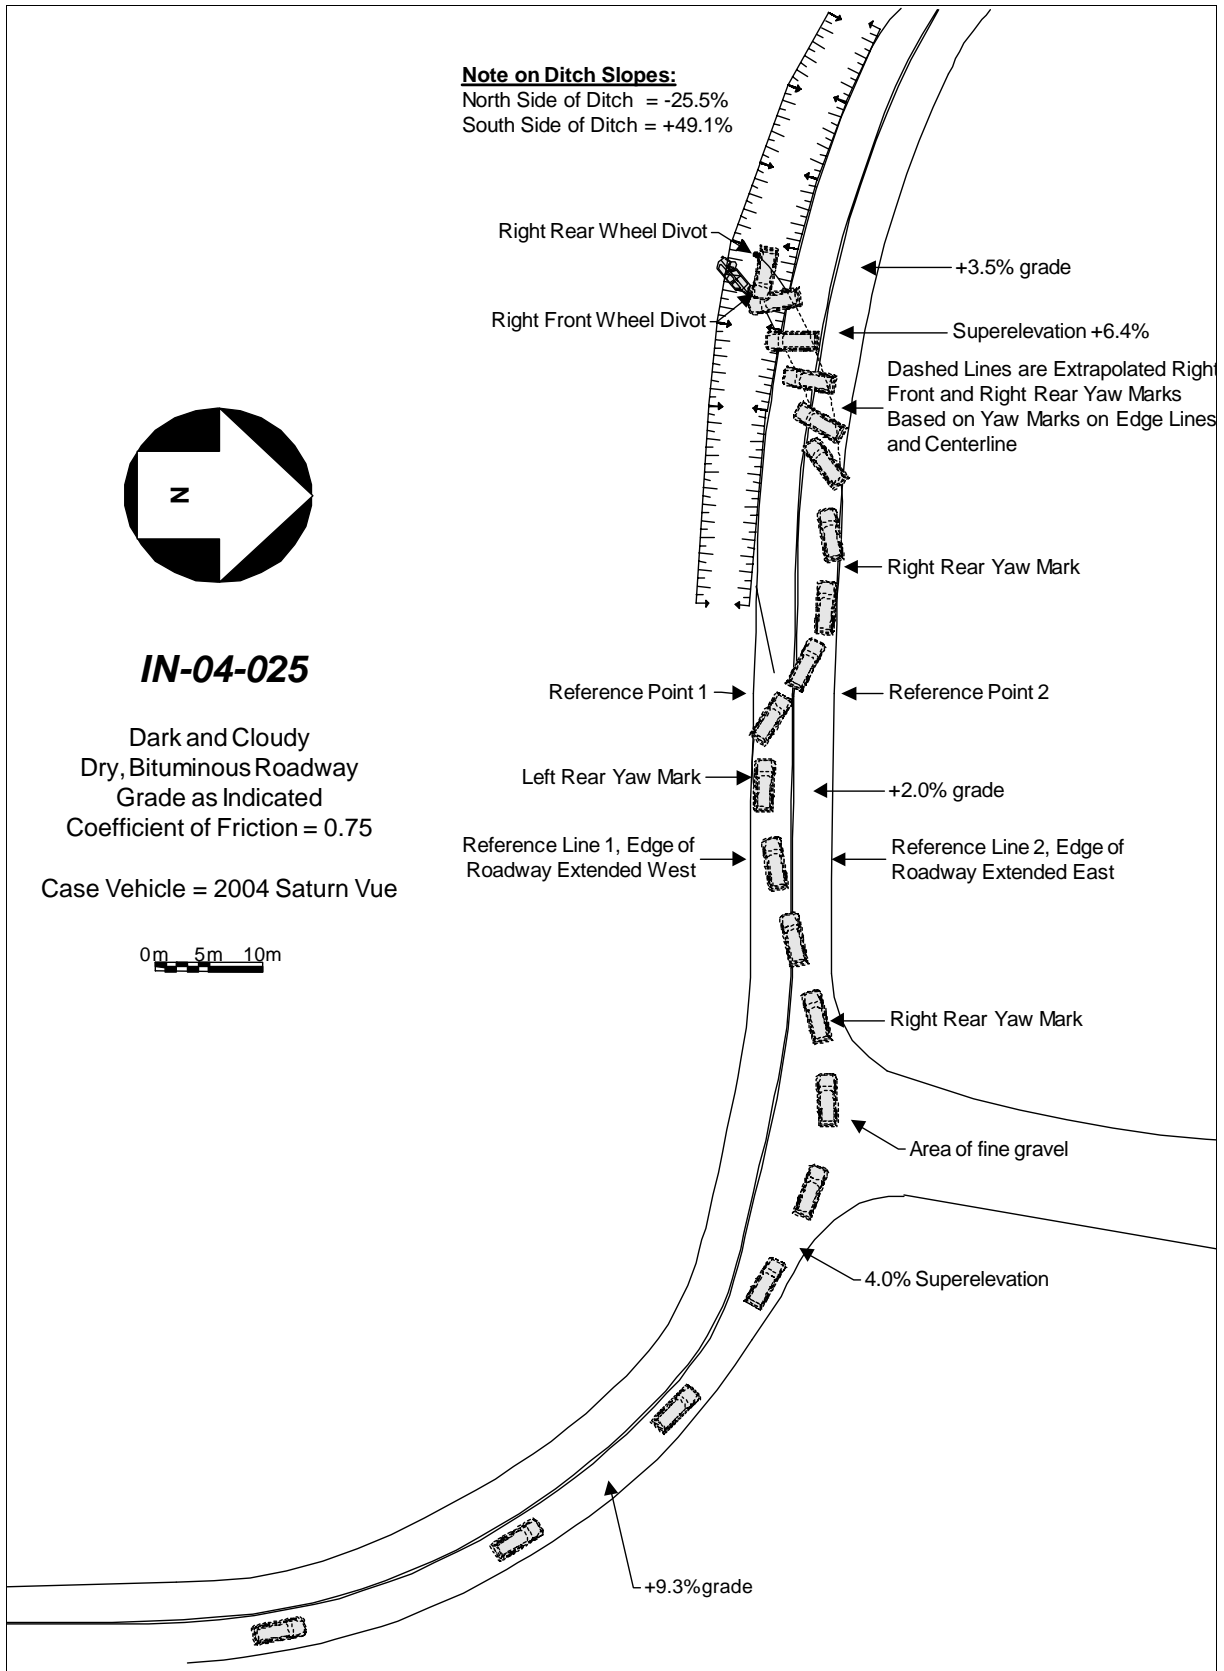 Note on Ditch Slopes:
North Side of Ditch = -25.5%
South Side of Ditch = +49.1%
Right Rear Wheel Divot
+3.5% grade
Right Front Wheel Divot
Superelevation +6.4%
Dashed Lines are Extrapolated Right
Front and Right Rear Yaw Marks
Based on Yaw Marks on Edge Lines
and Centerline
N
Right Rear Yaw Mark
IN-04-025
Reference Point 1
Reference Point 2
Dark and Cloudy
Dry, Bituminous Roadway
Grade as Indicated
Coefficient of Friction = 0.75
Left Rear Yaw Mark
+2.0% grade
Reference Line 1, Edge of
Roadway Extended West
Reference Line 2, Edge of
Roadway Extended East
Case Vehicle = 2004 Saturn Vue
0m 5m 10m
Right Rear Yaw Mark
Area of fine gravel
4.0% Superelevation
+9.3%grade